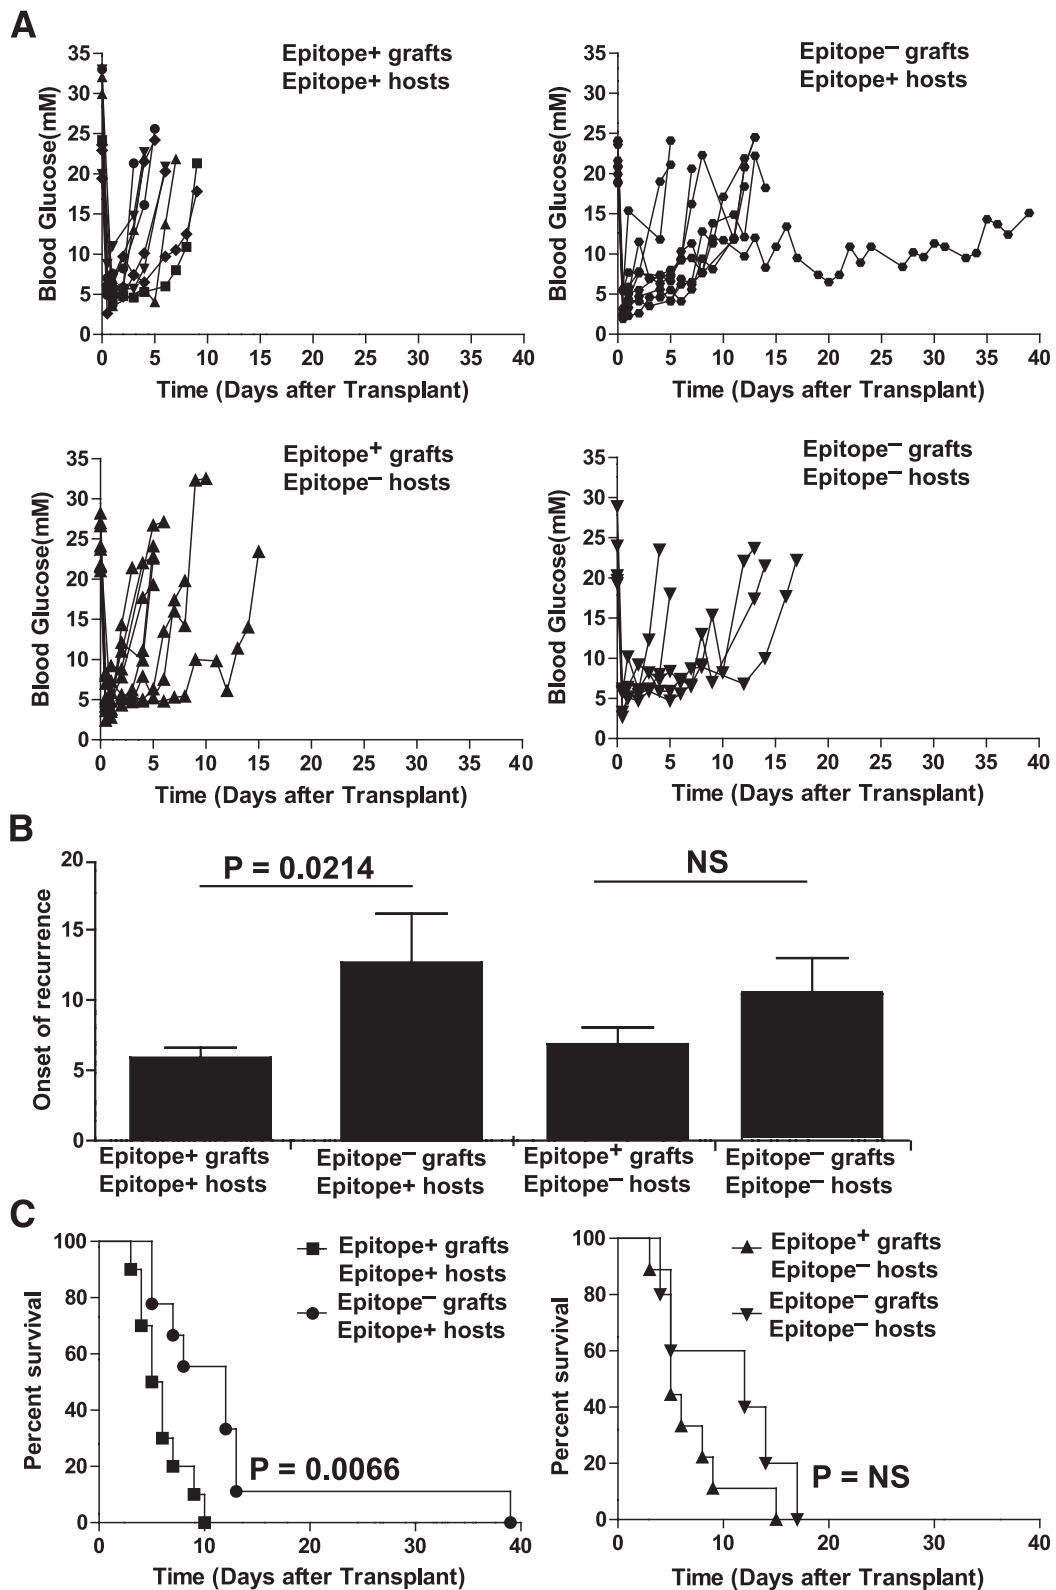 A
Epitope+ grafts
Epitope+ hosts
Blood Glucose(mM)
35
30
25
20
15
10
5
0
0 5 10 15 20 25 30 35 40
Time (Days after Transplant)
Epitope– grafts
Epitope+ hosts
Blood Glucose(mM)
35
30
25
20
15
10
5
0
0 5 10 15 20 25 30 35 40
Time (Days after Transplant)
Epitope+ grafts
Epitope– hosts
Blood Glucose(mM)
35
30
25
20
15
10
5
0
0 5 10 15 20 25 30 35 40
Time (Days after Transplant)
Epitope– grafts
Epitope– hosts
Blood Glucose(mM)
35
30
25
20
15
10
5
0
0 5 10 15 20 25 30 35 40
Time (Days after Transplant)
B
Onset of recurrence
20
15
10
5
0
P = 0.0214
NS
Epitope+ grafts
Epitope+ hosts
Epitope– grafts
Epitope+ hosts
Epitope+ grafts
Epitope– hosts
Epitope– grafts
Epitope– hosts
C
Percent survival
100
80
60
40
20
0
0 10 20 30 40
Time (Days after Transplant)
Epitope+ grafts
Epitope+ hosts
Epitope– grafts
Epitope+ hosts
P = 0.0066
Percent survival
100
80
60
40
20
0
0 10 20 30 40
Time (Days after Transplant)
Epitope+ grafts
Epitope– hosts
Epitope– grafts
Epitope– hosts
P = NS